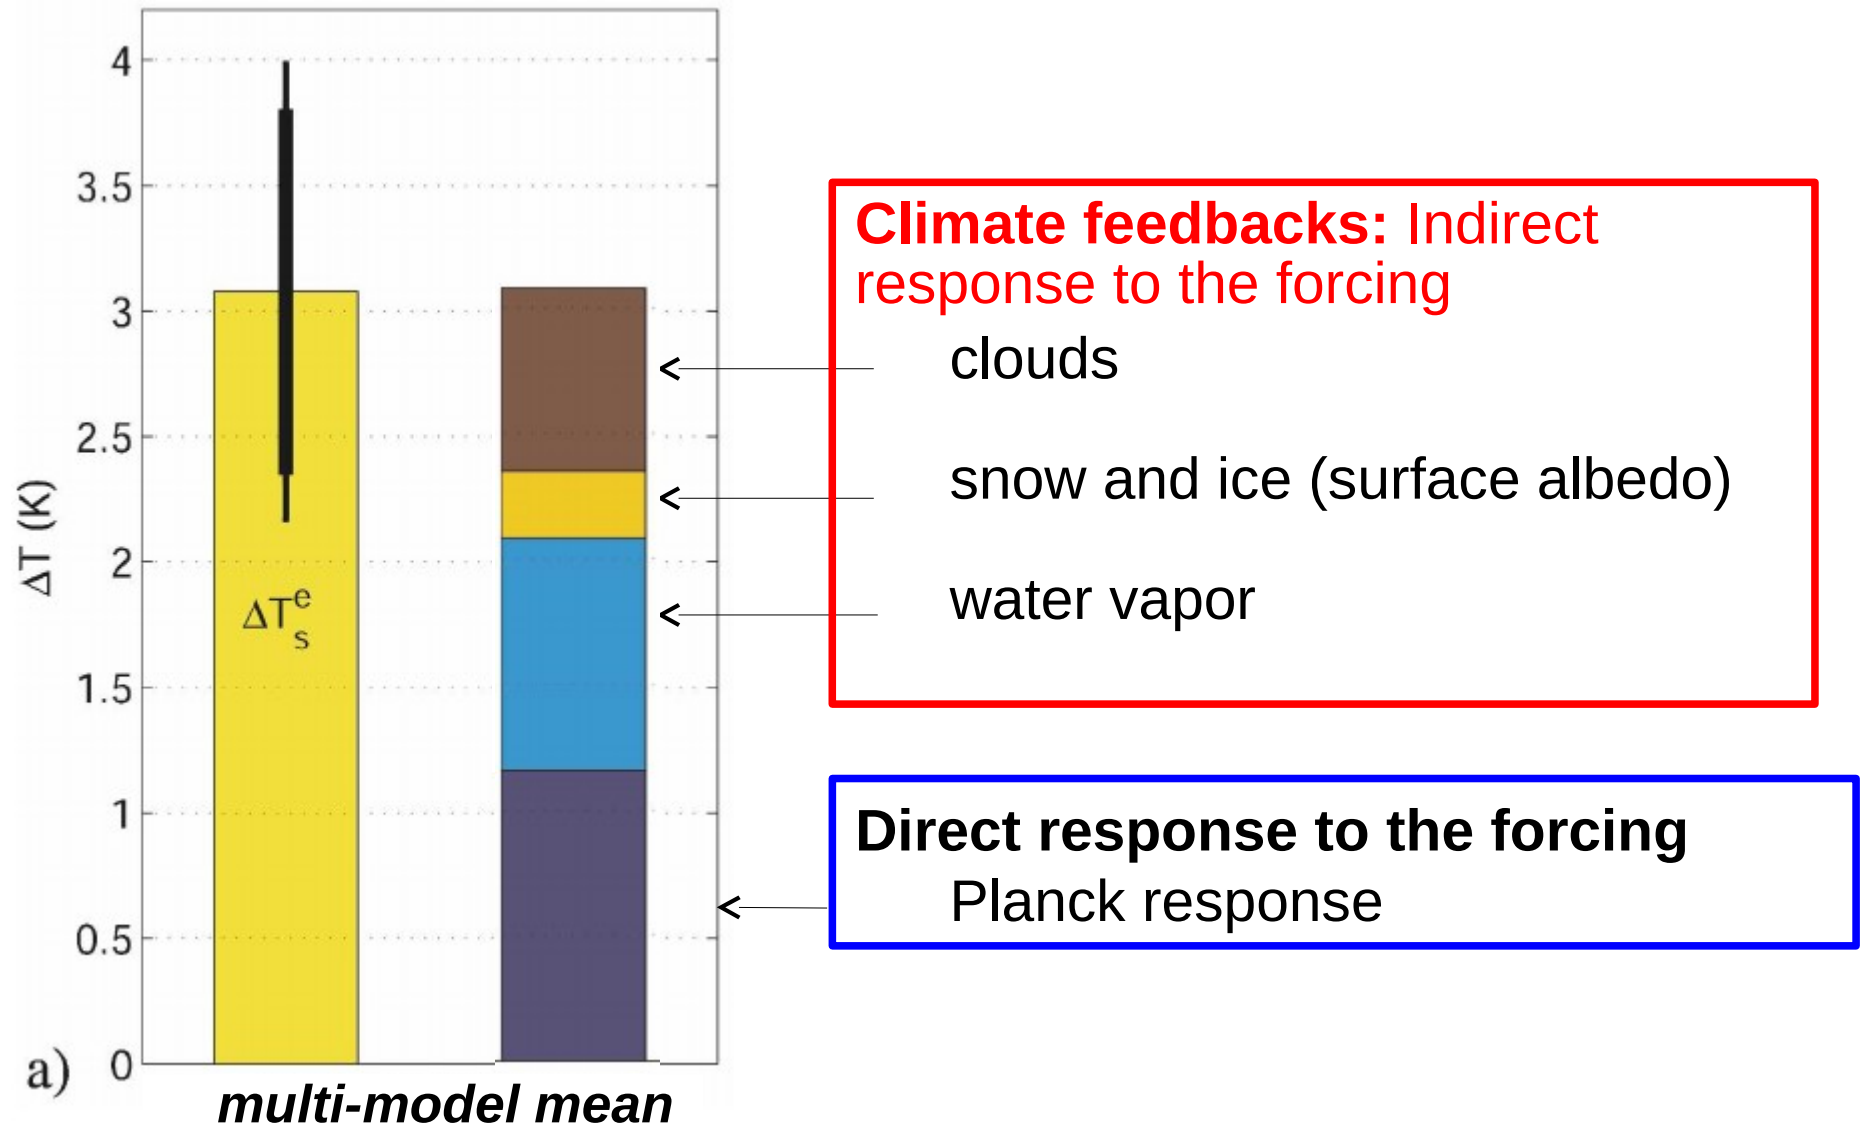 4
3.5
3
2.5
2
1.5
1
0.5
0
ΔT (K)
ΔT_s^e
a)
multi-model mean
Climate feedbacks: Indirect
response to the forcing
clouds
snow and ice (surface albedo)
water vapor
Direct response to the forcing
Planck response